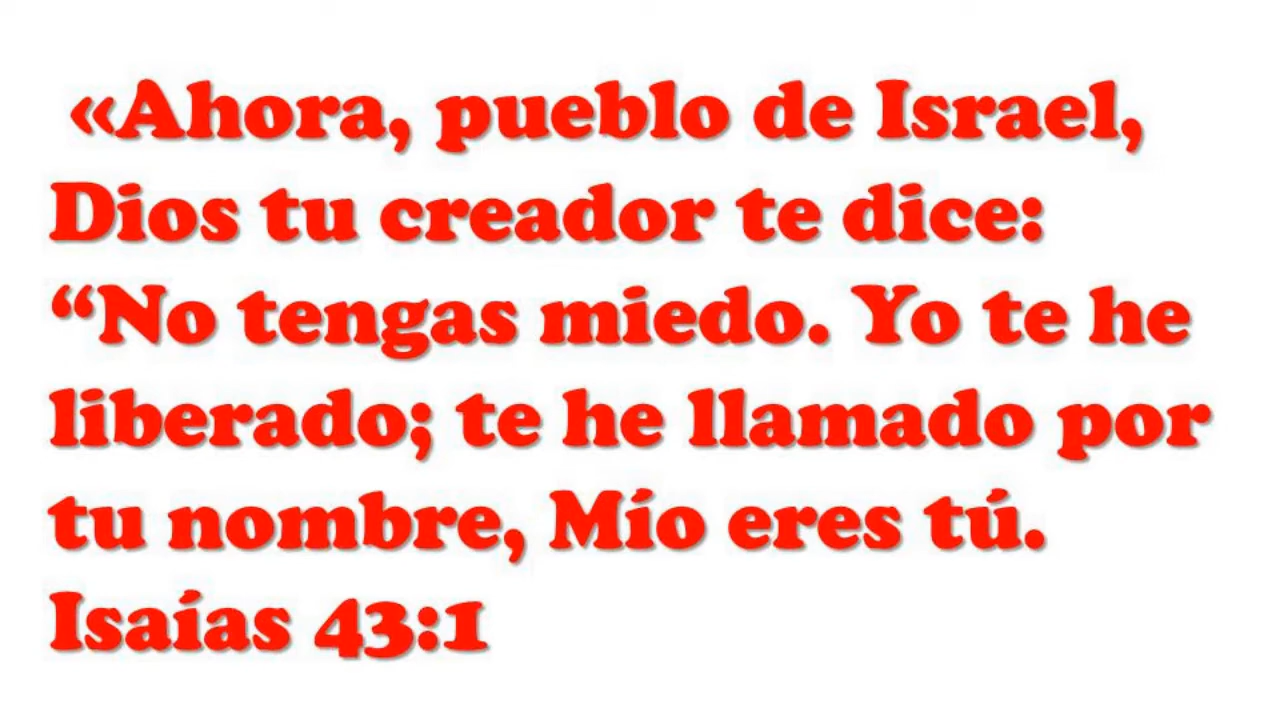 «Ahora, pueblo de Israel,
Dios tu creador te dice:
“No tengas miedo. Yo te he
liberado; te he llamado por
tu nombre, Mío eres tú.
Isaías 43:1